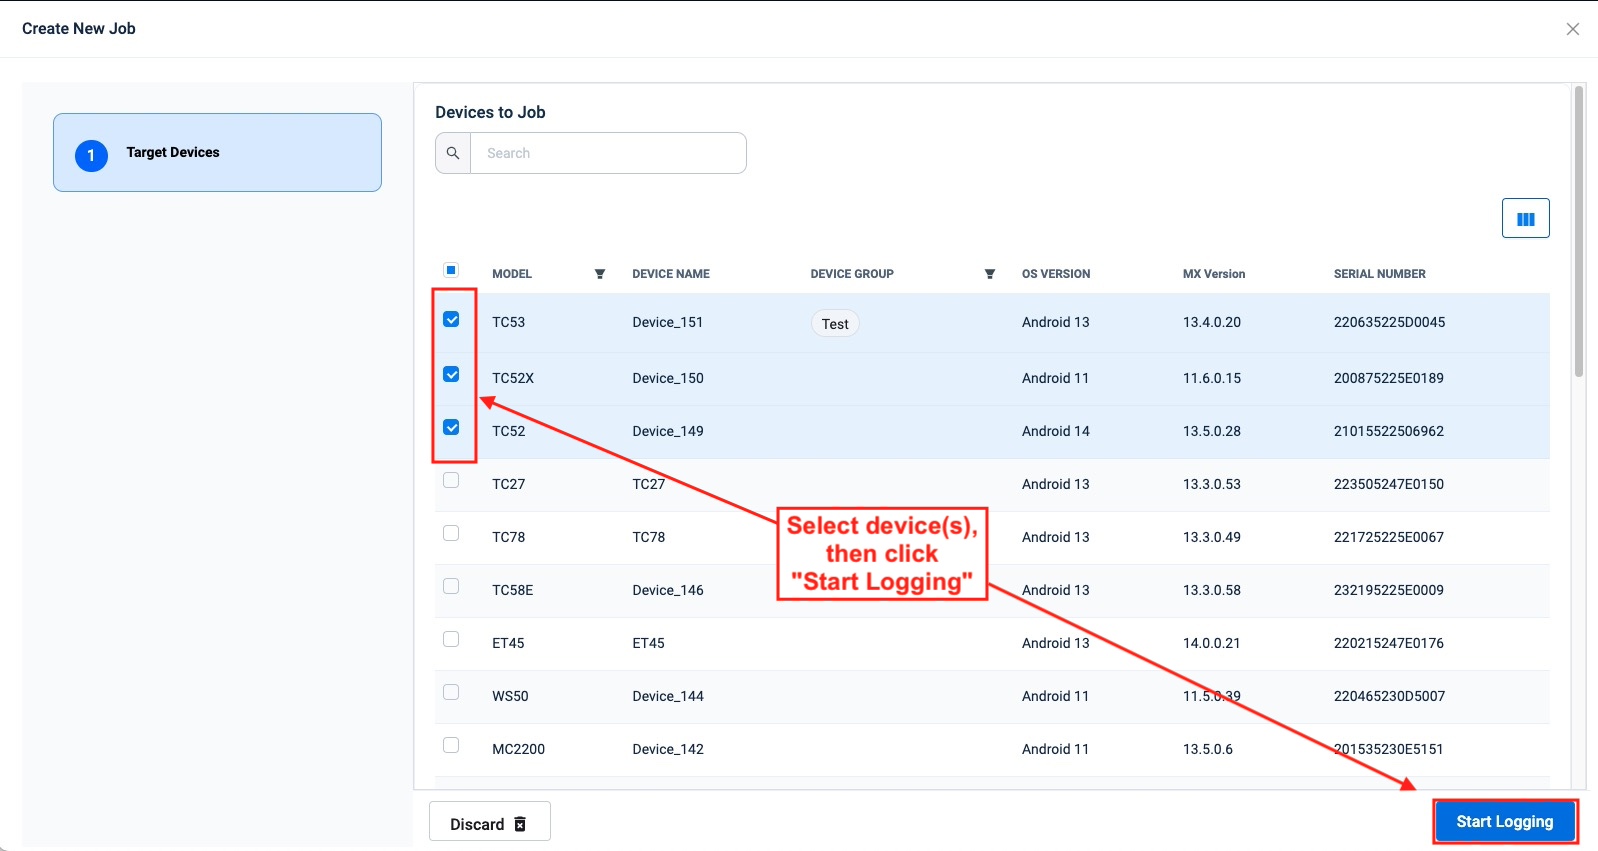 Create New Job
1 Target Devices
Devices to Job
Search
MODEL DEVICE NAME DEVICE GROUP OS VERSION MX Version SERIAL NUMBER
TC53 Device_151 Test Android 13 13.4.0.20 220635225D0045
TC52X Device_150 Android 11 11.6.0.15 200875225E0189
TC52 Device_149 Android 14 13.5.0.28 21015522506962
TC27 TC27 Android 13 13.3.0.53 223505247E0150
TC78 TC78 Android 13 13.3.0.49 221725225E0067
TC58E Device_146 Android 13 13.3.0.58 232195225E0009
ET45 ET45 Android 13 14.0.0.21 220215247E0176
WS50 Device_144 Android 11 11.5.0.39 220465230D5007
MC2200 Device_142 Android 11 13.5.0.6 201535230E5151
Select device(s),
then click
"Start Logging"
Discard
Start Logging